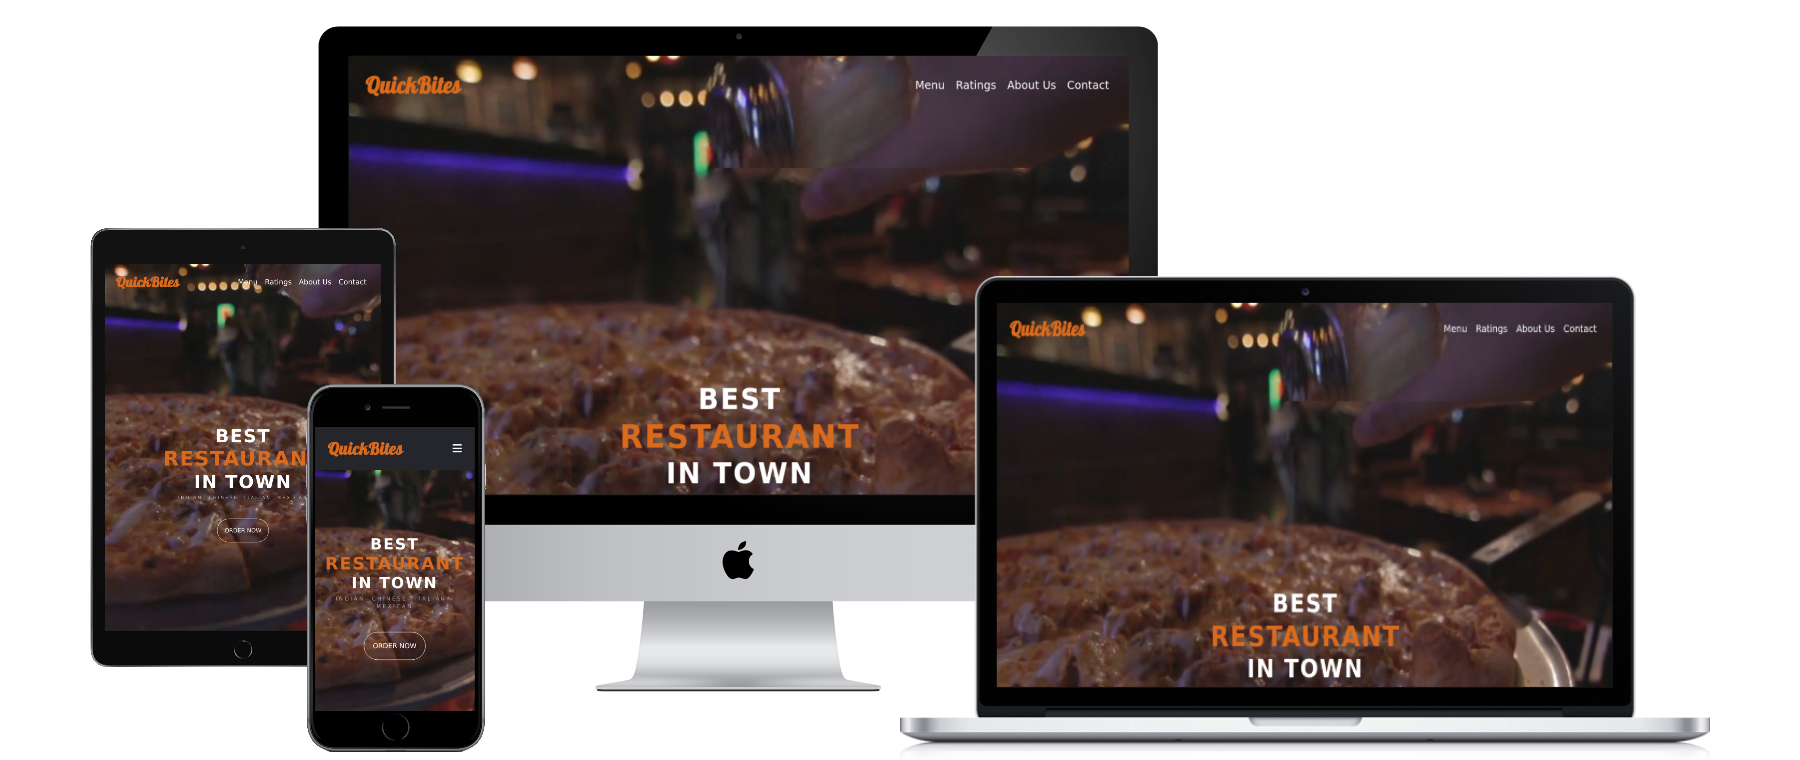 QuickBites
Menu Ratings About Us Contact
BEST
RESTAURANT
IN TOWN
QuickBites
Menu Ratings About Us Contact
BEST
RESTAURAN
IN TOWN
INDIAN CHINESE ITALIAN
ORDER NOW
QuickBites
BEST
RESTAURANT
IN TOWN
INDIAN CHINESE ITALIAN
MEXICAN
ORDER NOW
QuickBites
Menu Ratings About Us Contact
BEST
RESTAURANT
IN TOWN